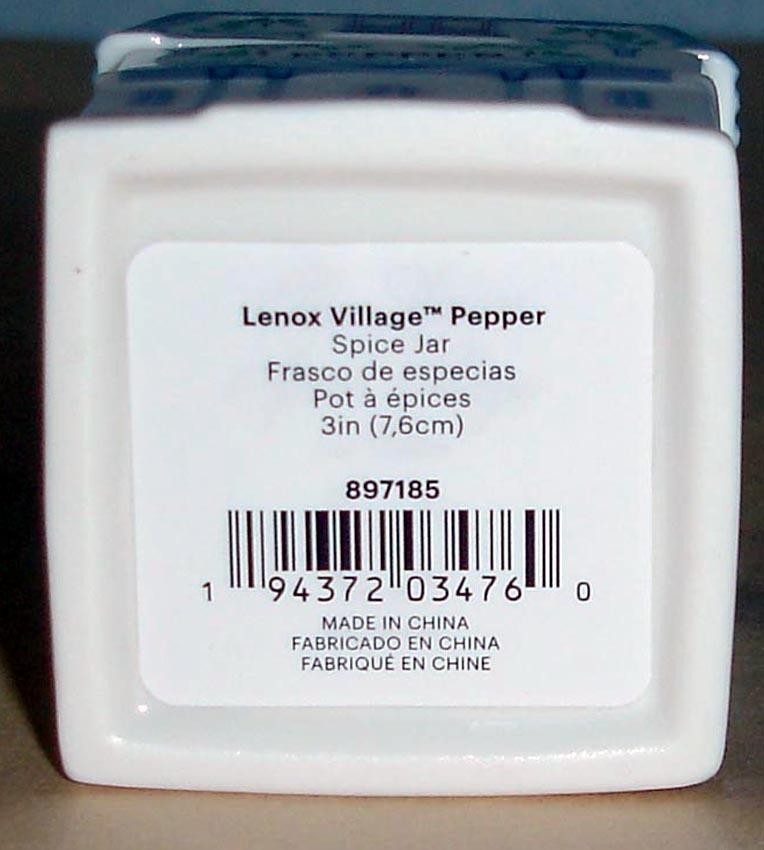 Lenox Village™ Pepper
Spice Jar
Frasco de especias
Pot à épices
3in (7,6cm)
897185
1 94372 03476 0
MADE IN CHINA
FABRICADO EN CHINA
FABRIQUÉ EN CHINE